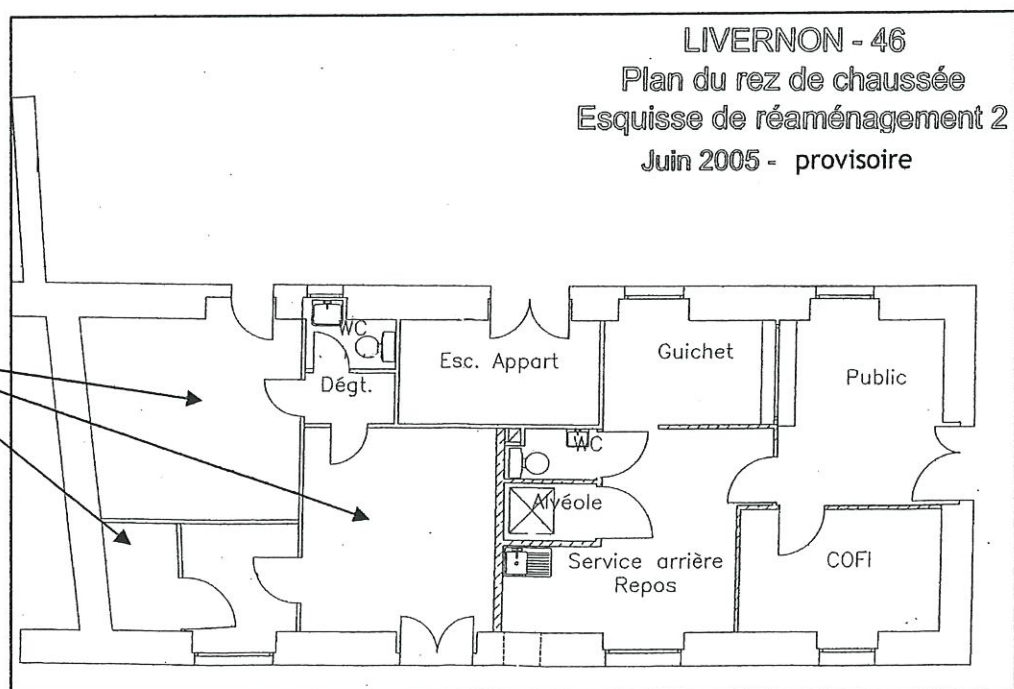 LIVERNON - 46
Plan du rez de chaussée
Esquisse de réaménagement 2
Juin 2005 - provisoire
WC
Esc. Appart
Guichet
Public
Dégt.
WC
Alvéole
Service arrière
Repos
COFI